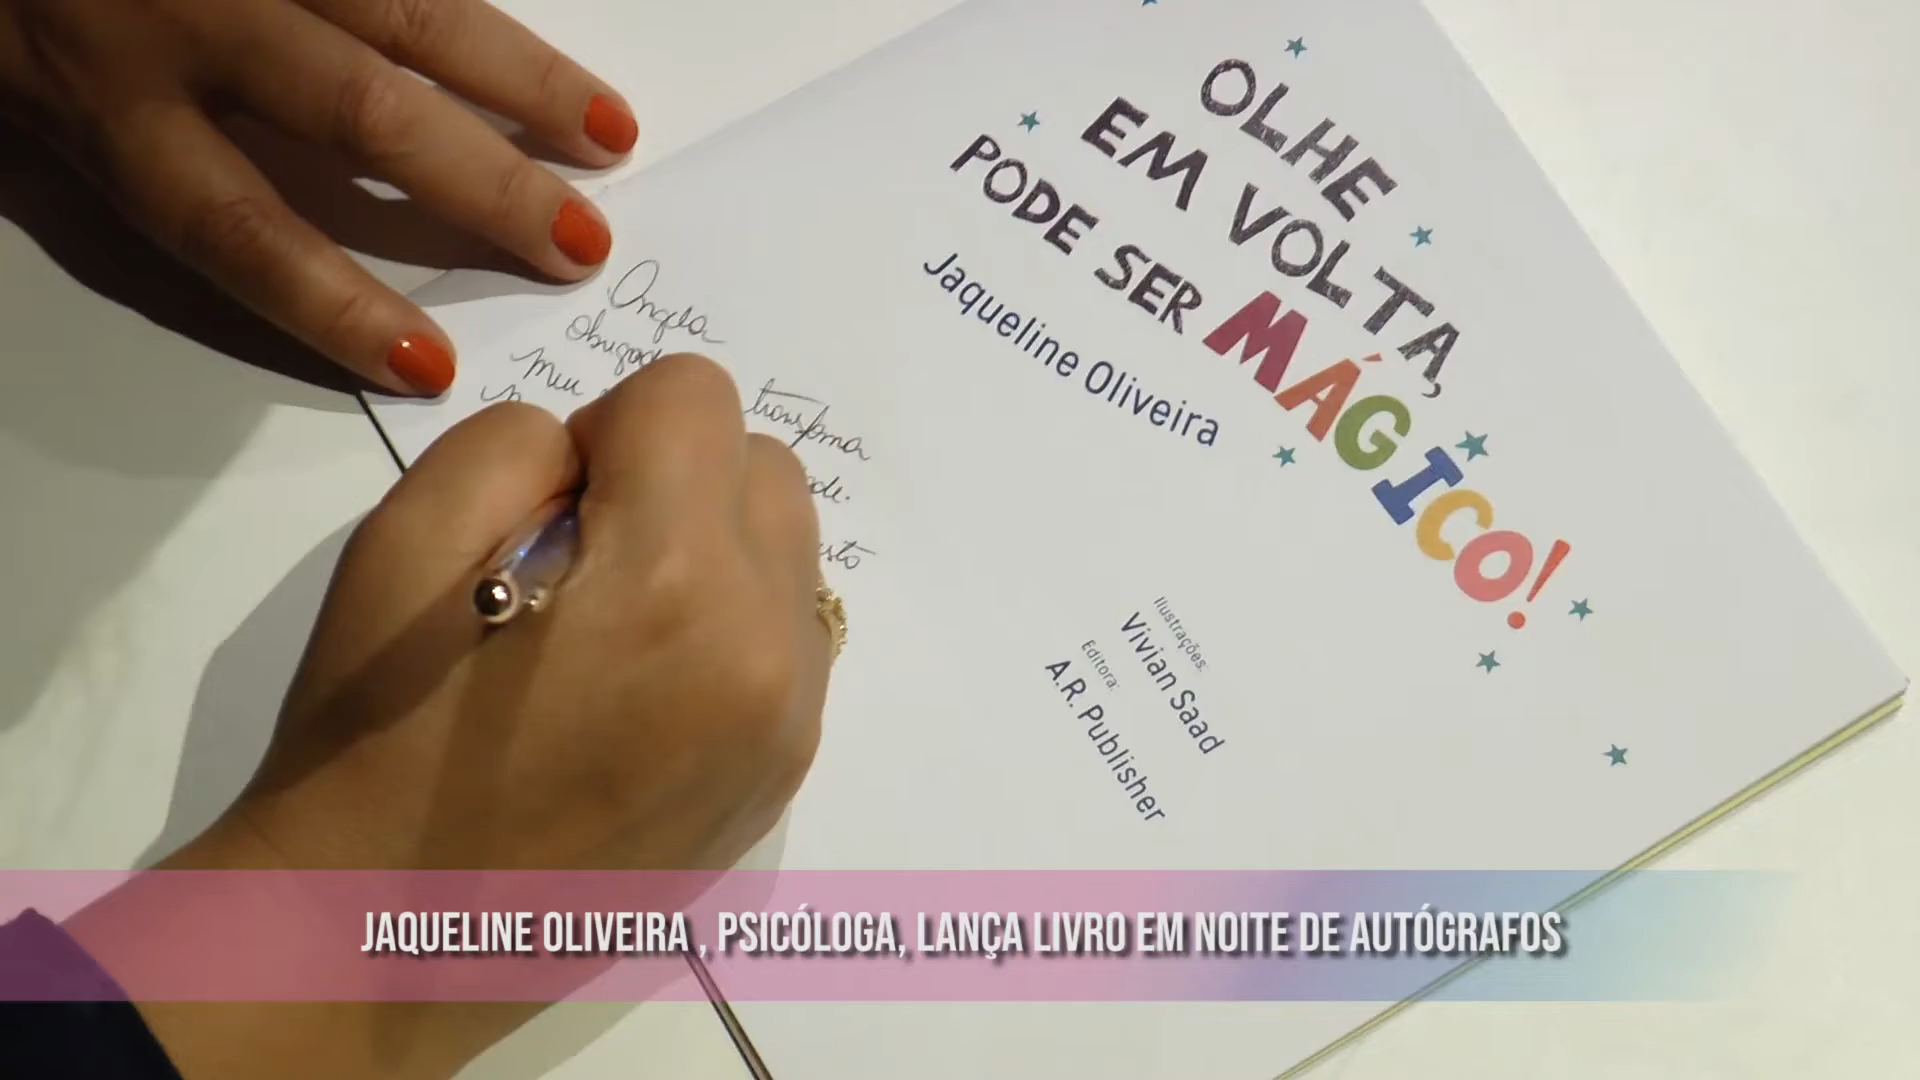 OLHE
EM VOLTA,
PODE SER MÁGICO!
Jaqueline Oliveira
Ilustrações:
Vivian Saad
Editora:
A.R. Publisher
Angela
Meu
transforma
JAQUELINE OLIVEIRA , PSICÓLOGA, LANÇA LIVRO EM NOITE DE AUTÓGRAFOS